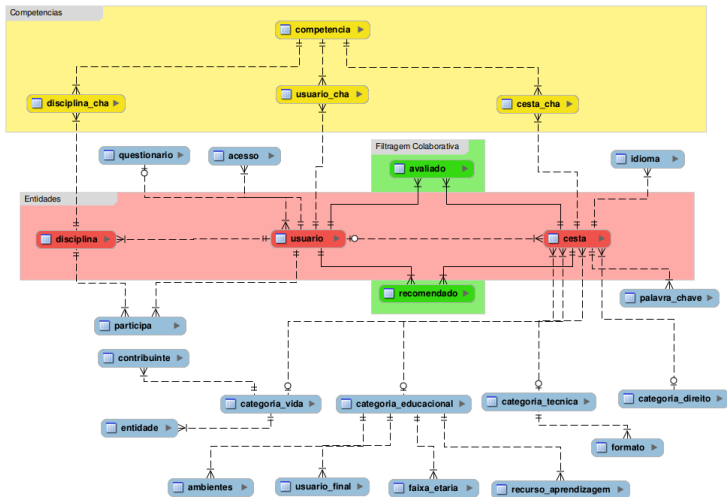 Competencias
competencia
disciplina_cha
usuario_cha
cesta_cha
Filtragem Colaborativa
questionario
acesso
avaliado
idioma
Entidades
disciplina
usuario
cesta
recomendado
palavra_chave
participa
contribuinte
categoria_vida
categoria_educacional
categoria_tecnica
categoria_direito
entidade
formato
ambientes
usuario_final
faixa_etaria
recurso_aprendizagem